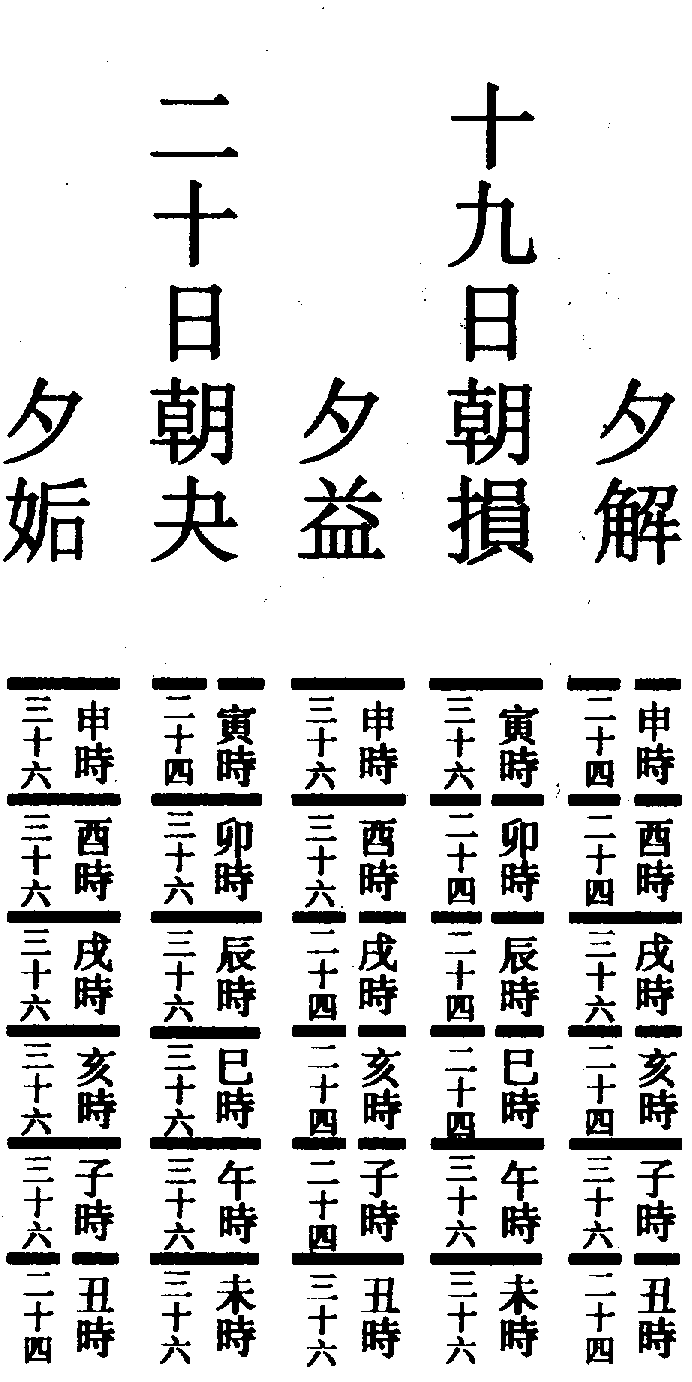 夕解
申時
二十四
酉時
二十四
戌時
三十六
亥時
二十四
子時
三十六
丑時
二十四
十九日朝損
寅時
三十六
卯時
二十四
辰時
二十四
巳時
二十四
午時
三十六
未時
三十六
夕益
申時
三十六
酉時
三十六
戌時
二十四
亥時
二十四
子時
二十四
丑時
三十六
二十日朝夬
寅時
二十四
卯時
三十六
辰時
三十六
巳時
三十六
午時
三十六
未時
三十六
夕姤
申時
三十六
酉時
三十六
戌時
三十六
亥時
三十六
子時
三十六
丑時
二十四